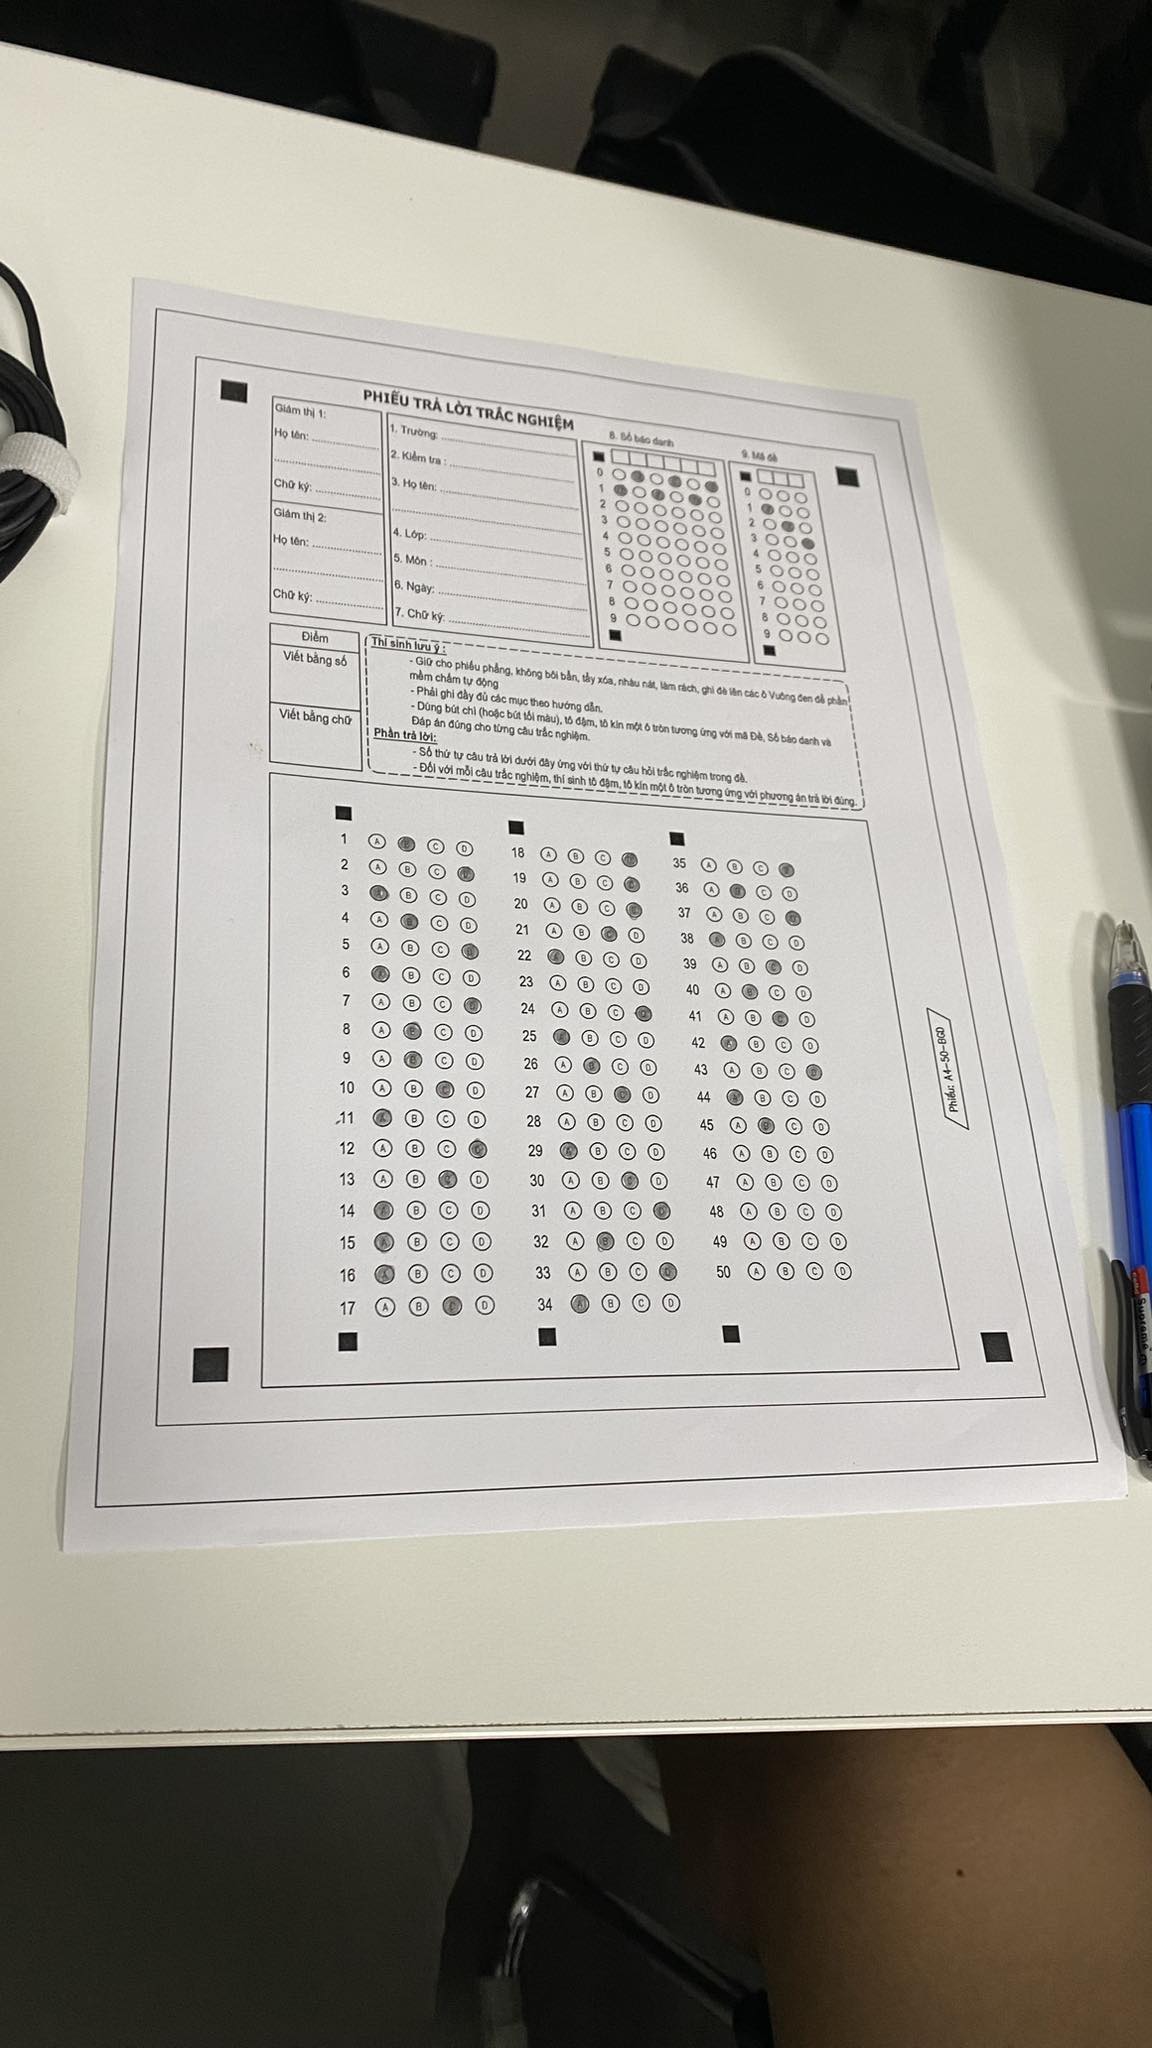 PHIẾU TRẢ LỜI TRẮC NGHIỆM
Giám thị 1:
Họ tên:
Chữ ký:
Giám thị 2:
Họ tên:
Chữ ký:
1. Trường:
2. Kiểm tra :
3. Họ tên:
4. Lớp:
5. Môn :
6. Ngày:
7. Chữ ký:
8. Số báo danh
0
1
2
3
4
5
6
7
8
9
9. Mã đề
0
1
2
3
4
5
6
7
8
9
Điểm
Viết bằng số
Viết bằng chữ
Thí sinh lưu ý :
- Giữ cho phiếu phẳng, không bôi bẩn, tẩy xóa, nhàu nát, làm rách, ghi đè lên các ô Vuông đen để phần
mềm chấm tự động
- Phải ghi đầy đủ các mục theo hướng dẫn.
- Dùng bút chì (hoặc bút tối màu), tô đậm, tô kín một ô tròn tương ứng với mã Đề, Số báo danh và
Đáp án đúng cho từng câu trắc nghiệm.
Phần trả lời:
- Số thứ tự câu trả lời dưới đây ứng với thứ tự câu hỏi trắc nghiệm trong đề.
- Đối với mỗi câu trắc nghiệm, thí sinh tô đậm, tô kín một ô tròn tương ứng với phương án trả lời đúng.
1 A B C D
2 A B C D
3 A B C D
4 A B C D
5 A B C D
6 A B C D
7 A B C D
8 A B C D
9 A B C D
10 A B C D
11 A B C D
12 A B C D
13 A B C D
14 A B C D
15 A B C D
16 A B C D
17 A B C D
18 A B C D
19 A B C D
20 A B C D
21 A B C D
22 A B C D
23 A B C D
24 A B C D
25 A B C D
26 A B C D
27 A B C D
28 A B C D
29 A B C D
30 A B C D
31 A B C D
32 A B C D
33 A B C D
34 A B C D
35 A B C D
36 A B C D
37 A B C D
38 A B C D
39 A B C D
40 A B C D
41 A B C D
42 A B C D
43 A B C D
44 A B C D
45 A B C D
46 A B C D
47 A B C D
48 A B C D
49 A B C D
50 A B C D
Phiếu: A4-50-BGD
Supreme